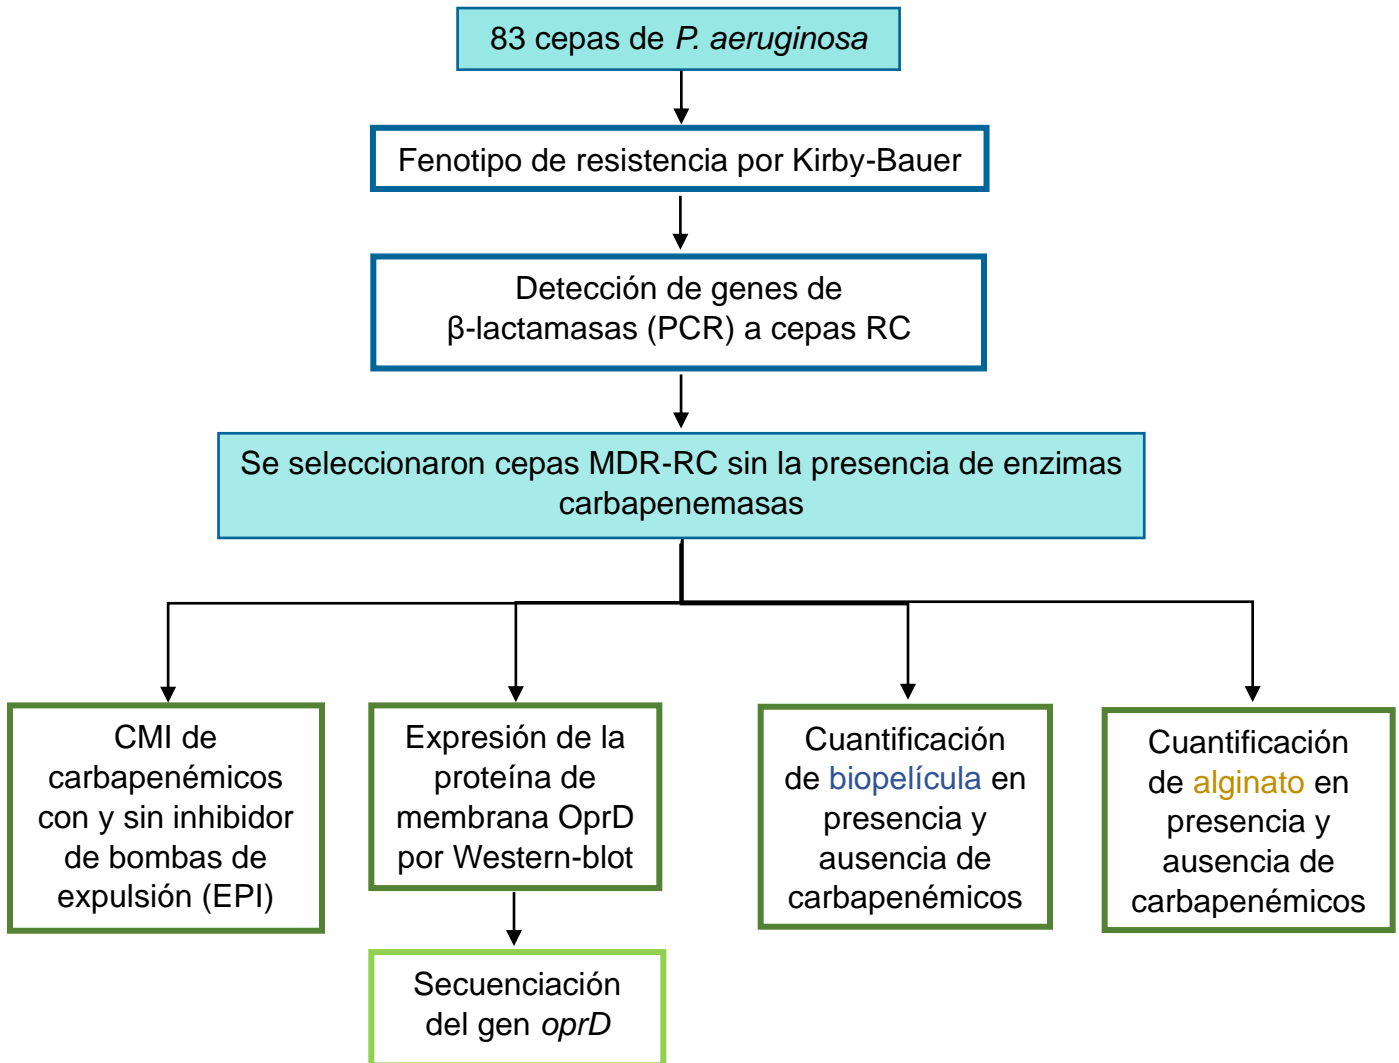 83 cepas de P. aeruginosa
Fenotipo de resistencia por Kirby-Bauer
Detección de genes de
β-lactamasas (PCR) a cepas RC
Se seleccionaron cepas MDR-RC sin la presencia de enzimas
carbapenemasas
CMI de
carbapenémicos
con y sin inhibidor
de bombas de
expulsión (EPI)
Expresión de la
proteína de
membrana OprD
por Western-blot
Cuantificación
de biopelícula en
presencia y
ausencia de
carbapenémicos
Cuantificación
de alginato en
presencia y
ausencia de
carbapenémicos
Secuenciación
del gen oprD